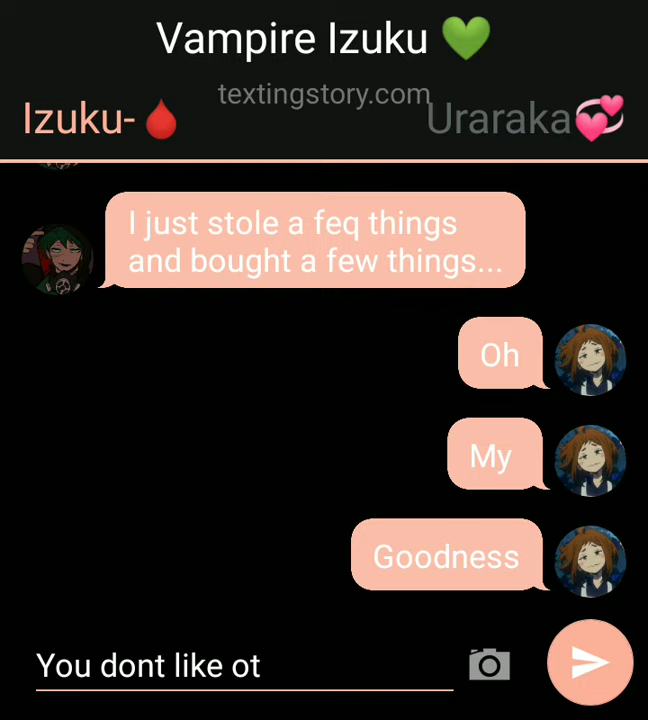 Vampire Izuku 💚
textingstory.com
Izuku-🩸
Uraraka💞
I just stole a feq things
and bought a few things...
Oh
My
Goodness
You dont like ot